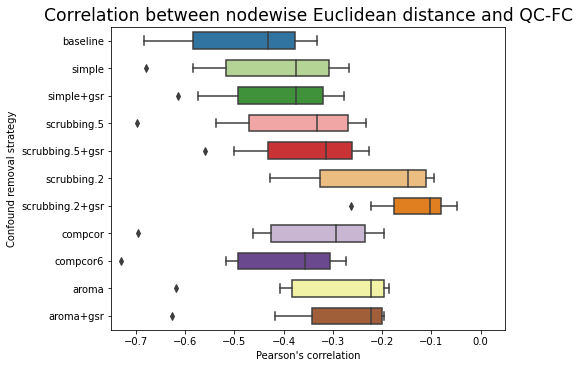 Correlation between nodewise Euclidean distance and QC-FC
baseline
simple
simple+gsr
scrubbing.5
scrubbing.5+gsr
scrubbing.2
scrubbing.2+gsr
compcor
compcor6
aroma
aroma+gsr
Confound removal strategy
−0.7 −0.6 −0.5 −0.4 −0.3 −0.2 −0.1 0.0
Pearson's correlation